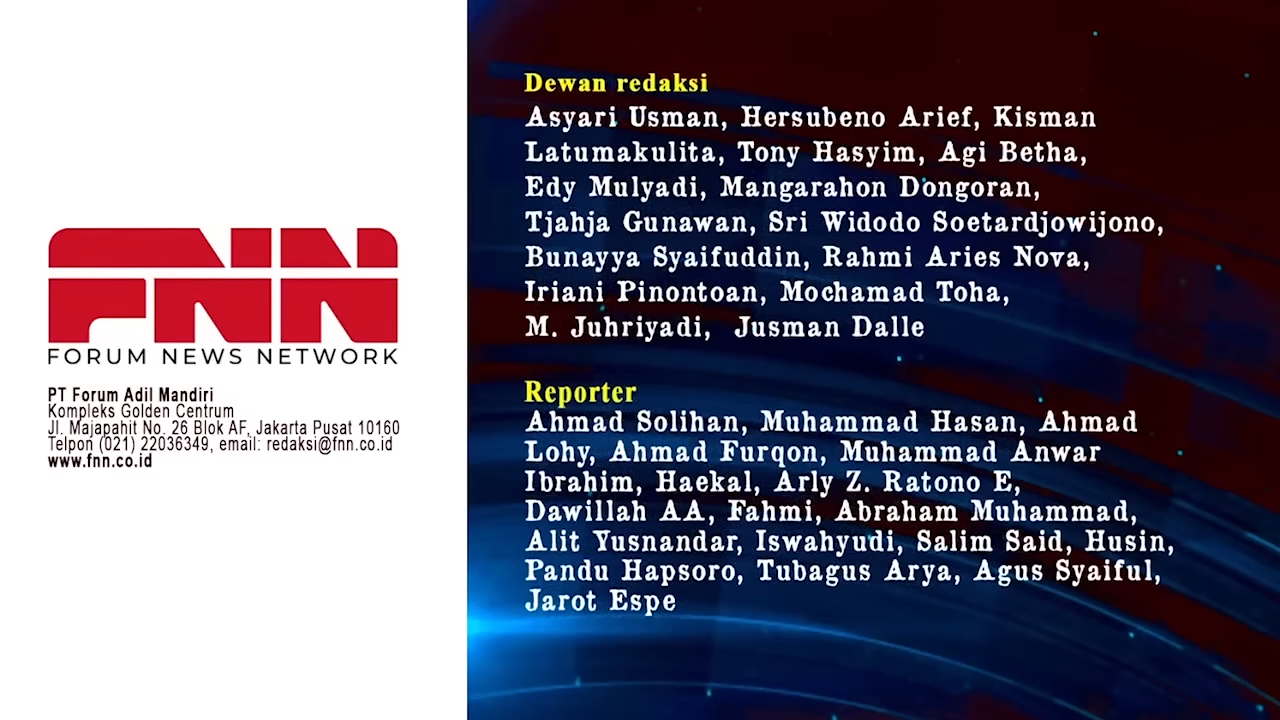 FNN
FORUM NEWS NETWORK
PT Forum Adil Mandiri
Kompleks Golden Centrum
Jl. Majapahit No. 26 Blok AF, Jakarta Pusat 10160
Telpon (021) 22036349, email: redaksi@fnn.co.id
www.fnn.co.id
Dewan redaksi
Asyari Usman, Hersubeno Arief, Kisman
Latumakulita, Tony Hasyim, Agi Betha,
Edy Mulyadi, Mangarahon Dongoran,
Tjahja Gunawan, Sri Widodo Soetardjowijono,
Bunayya Syaifuddin, Rahmi Aries Nova,
Iriani Pinontoan, Mochamad Toha,
M. Juhriyadi, Jusman Dalle
Reporter
Ahmad Solihan, Muhammad Hasan, Ahmad
Lohy, Ahmad Furqon, Muhammad Anwar
Ibrahim, Haekal, Arly Z. Ratono E,
Dawillah AA, Fahmi, Abraham Muhammad,
Alit Yusnandar, Iswahyudi, Salim Said, Husin,
Pandu Hapsoro, Tubagus Arya, Agus Syaiful,
Jarot Espe